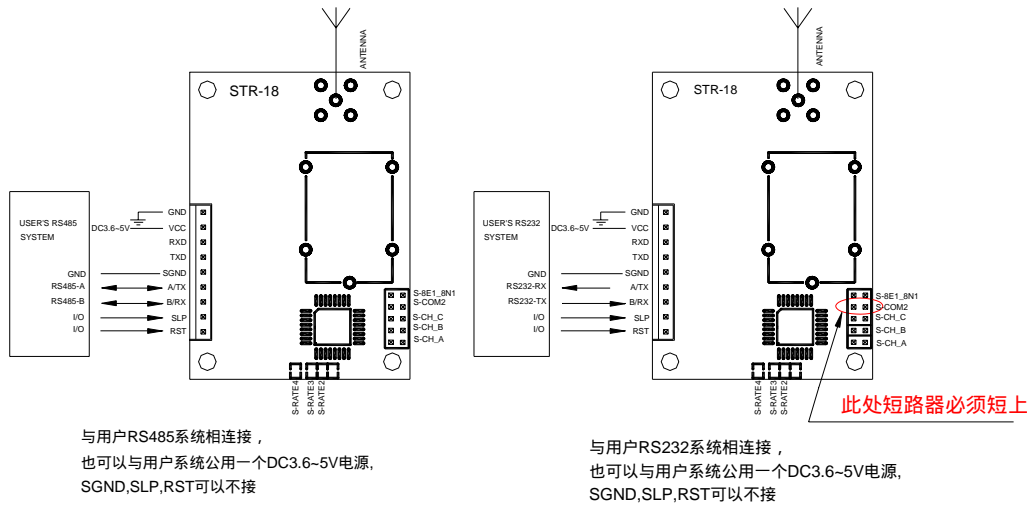 ANTENNA
STR-18
USER'S RS485
SYSTEM
GND
DC3.6~5V
VCC
RXD
TXD
GND
SGND
RS485-A
A/TX
RS485-B
B/RX
I/O
SLP
I/O
RST
S-8E1_8N1
S-COM2
S-CH_C
S-CH_B
S-CH_A
S-RATE4
S-RATE3
S-RATE2
与用户RS485系统相连接，
也可以与用户系统公用一个DC3.6~5V电源,
SGND,SLP,RST可以不接
ANTENNA
STR-18
USER'S RS232
SYSTEM
GND
DC3.6~5V
VCC
RXD
TXD
GND
SGND
RS232-RX
A/TX
RS232-TX
B/RX
I/O
SLP
I/O
RST
S-8E1_8N1
S-COM2
S-CH_C
S-CH_B
S-CH_A
S-RATE4
S-RATE3
S-RATE2
此处短路器必须短上
与用户RS232系统相连接，
也可以与用户系统公用一个DC3.6~5V电源,
SGND,SLP,RST可以不接